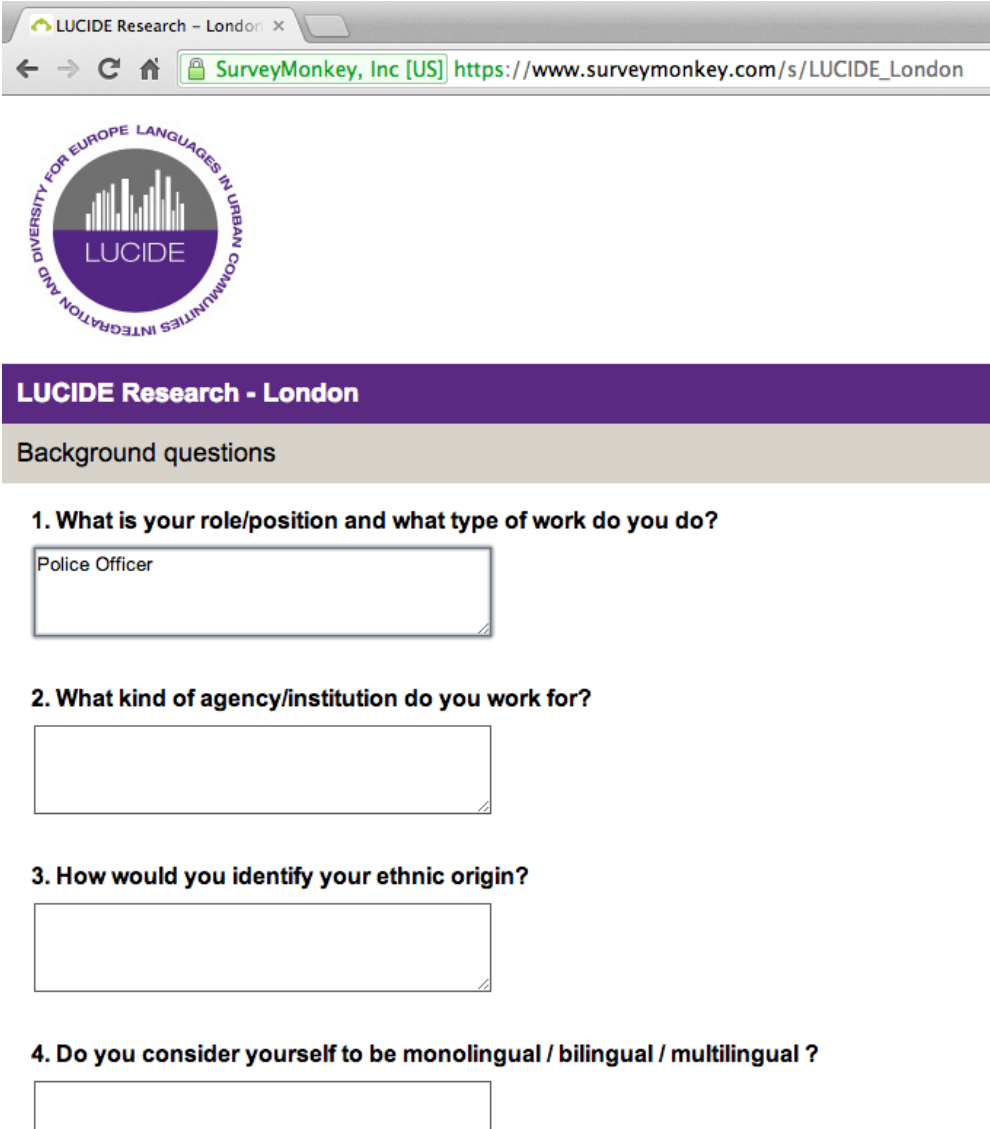 LUCIDE Research – London
SurveyMonkey, Inc [US] https://www.surveymonkey.com/s/LUCIDE_London
LANGUAGES IN URBAN COMMUNITIES INTEGRATION AND DIVERSITY FOR EUROPE
LUCIDE
LUCIDE Research - London
Background questions
1. What is your role/position and what type of work do you do?
Police Officer
2. What kind of agency/institution do you work for?
3. How would you identify your ethnic origin?
4. Do you consider yourself to be monolingual / bilingual / multilingual ?